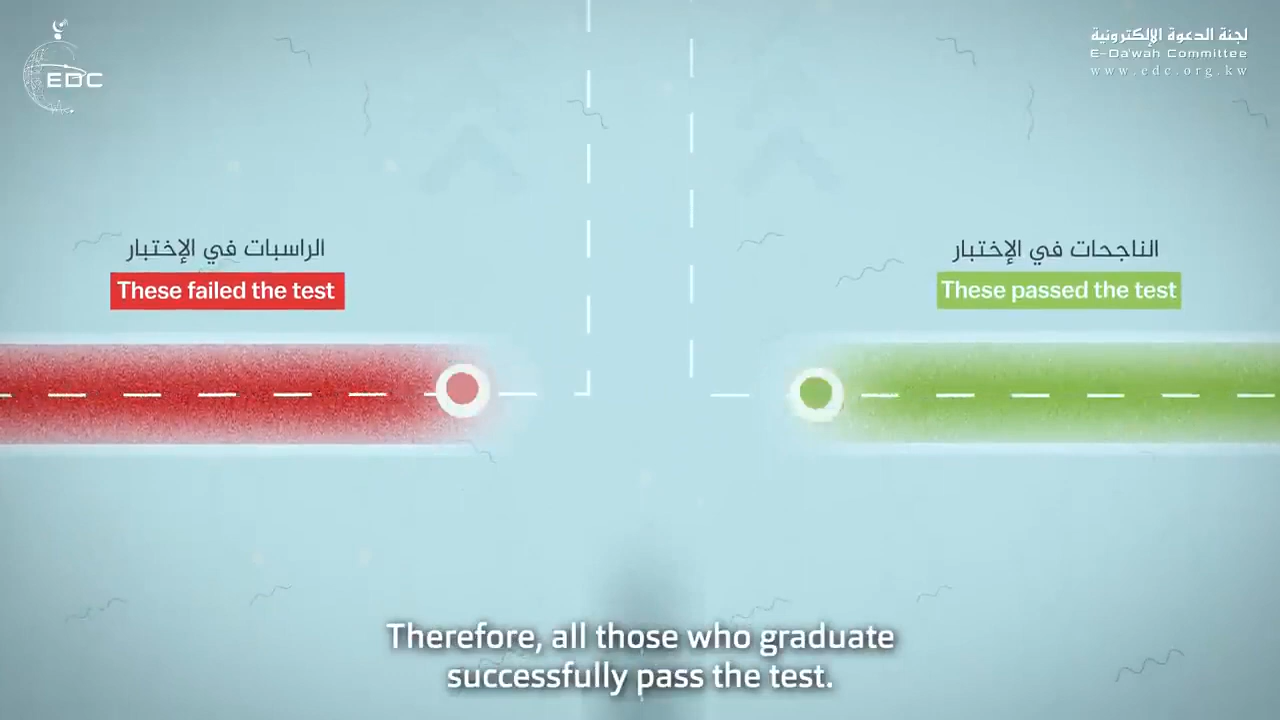 EDC
لجنة الدعوة الإلكترونية
E-Da'wah Committee
www.edc.org.kw
الراسبات في الإختبار
These failed the test
الناجحات في الإختبار
These passed the test
Therefore, all those who graduate
successfully pass the test.